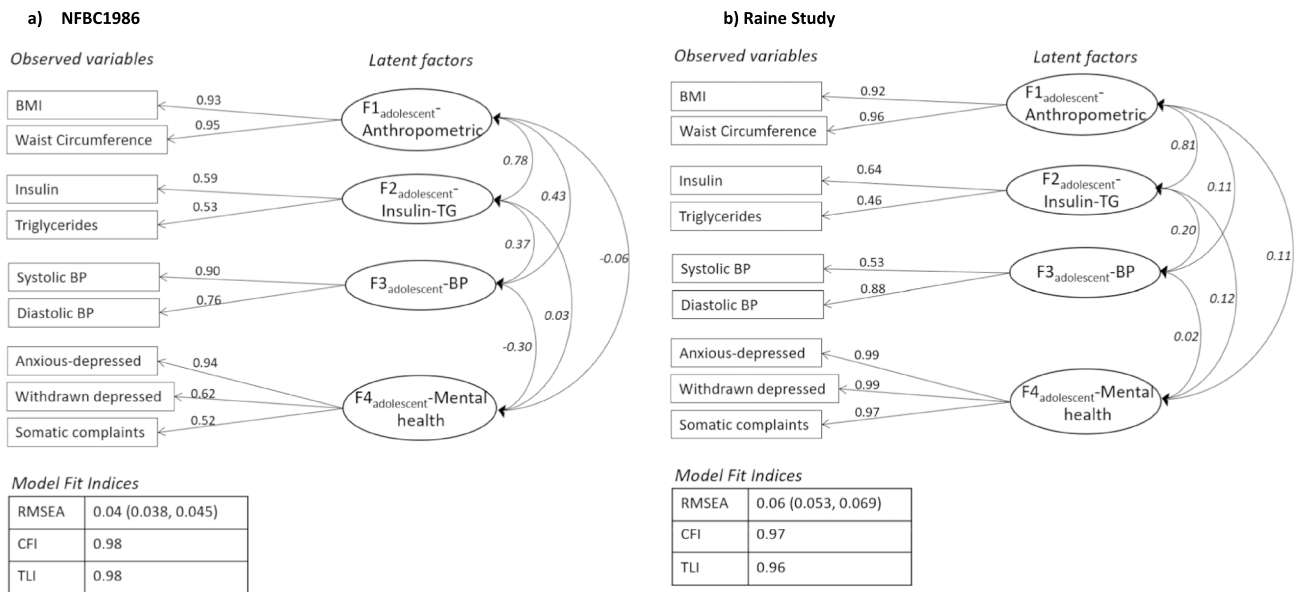 a) NFBC1986
Observed variables
Latent factors
BMI
Waist Circumference
Insulin
Triglycerides
Systolic BP
Diastolic BP
Anxious-depressed
Withdrawn depressed
Somatic complaints
0.93
0.95
0.59
0.53
0.90
0.76
0.94
0.62
0.52
F1adolescent-
Anthropometric
F2adolescent-
Insulin-TG
F3adolescent-BP
F4adolescent-Mental
health
0.78
0.43
0.37
-0.06
0.03
-0.30
Model Fit Indices
RMSEA 0.04 (0.038, 0.045)
CFI 0.98
TLI 0.98
b) Raine Study
Observed variables
Latent factors
BMI
Waist Circumference
Insulin
Triglycerides
Systolic BP
Diastolic BP
Anxious-depressed
Withdrawn depressed
Somatic complaints
0.92
0.96
0.64
0.46
0.53
0.88
0.99
0.99
0.97
F1adolescent-
Anthropometric
F2adolescent-
Insulin-TG
F3adolescent-BP
F4adolescent-Mental
health
0.81
0.11
0.20
0.11
0.12
0.02
Model Fit Indices
RMSEA 0.06 (0.053, 0.069)
CFI 0.97
TLI 0.96